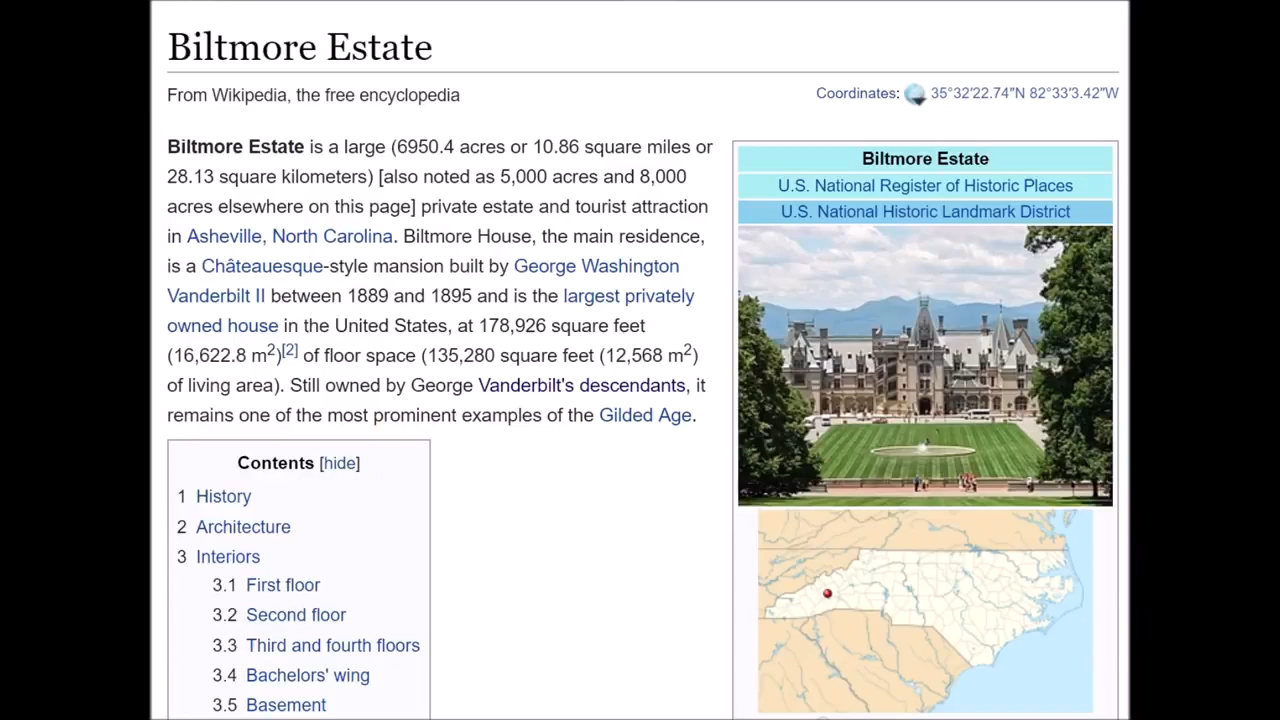 Biltmore Estate
From Wikipedia, the free encyclopedia
Coordinates: 35°32′22.74″N 82°33′3.42″W
Biltmore Estate is a large (6950.4 acres or 10.86 square miles or
28.13 square kilometers) [also noted as 5,000 acres and 8,000
acres elsewhere on this page] private estate and tourist attraction
in Asheville, North Carolina. Biltmore House, the main residence,
is a Châteauesque-style mansion built by George Washington
Vanderbilt II between 1889 and 1895 and is the largest privately
owned house in the United States, at 178,926 square feet
(16,622.8 m2)[2] of floor space (135,280 square feet (12,568 m2)
of living area). Still owned by George Vanderbilt's descendants, it
remains one of the most prominent examples of the Gilded Age.
Contents [hide]
1 History
2 Architecture
3 Interiors
3.1 First floor
3.2 Second floor
3.3 Third and fourth floors
3.4 Bachelors' wing
3.5 Basement
Biltmore Estate
U.S. National Register of Historic Places
U.S. National Historic Landmark District